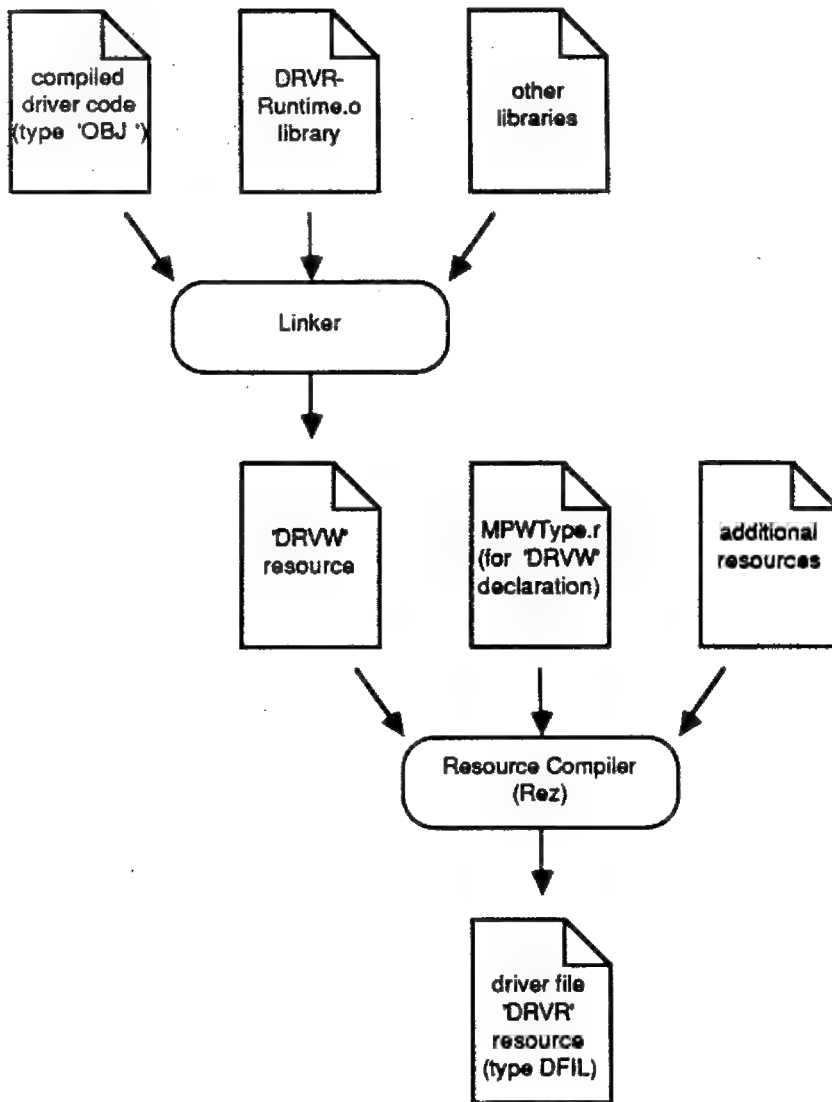 compiled
driver code
(type 'OBJ ')
DRVR-
Runtime.o
library
other
libraries
Linker
'DRVW'
resource
MPWType.r
(for 'DRVW'
declaration)
additional
resources
Resource Compiler
(Rez)
driver file
'DRVR'
resource
(type DFIL)